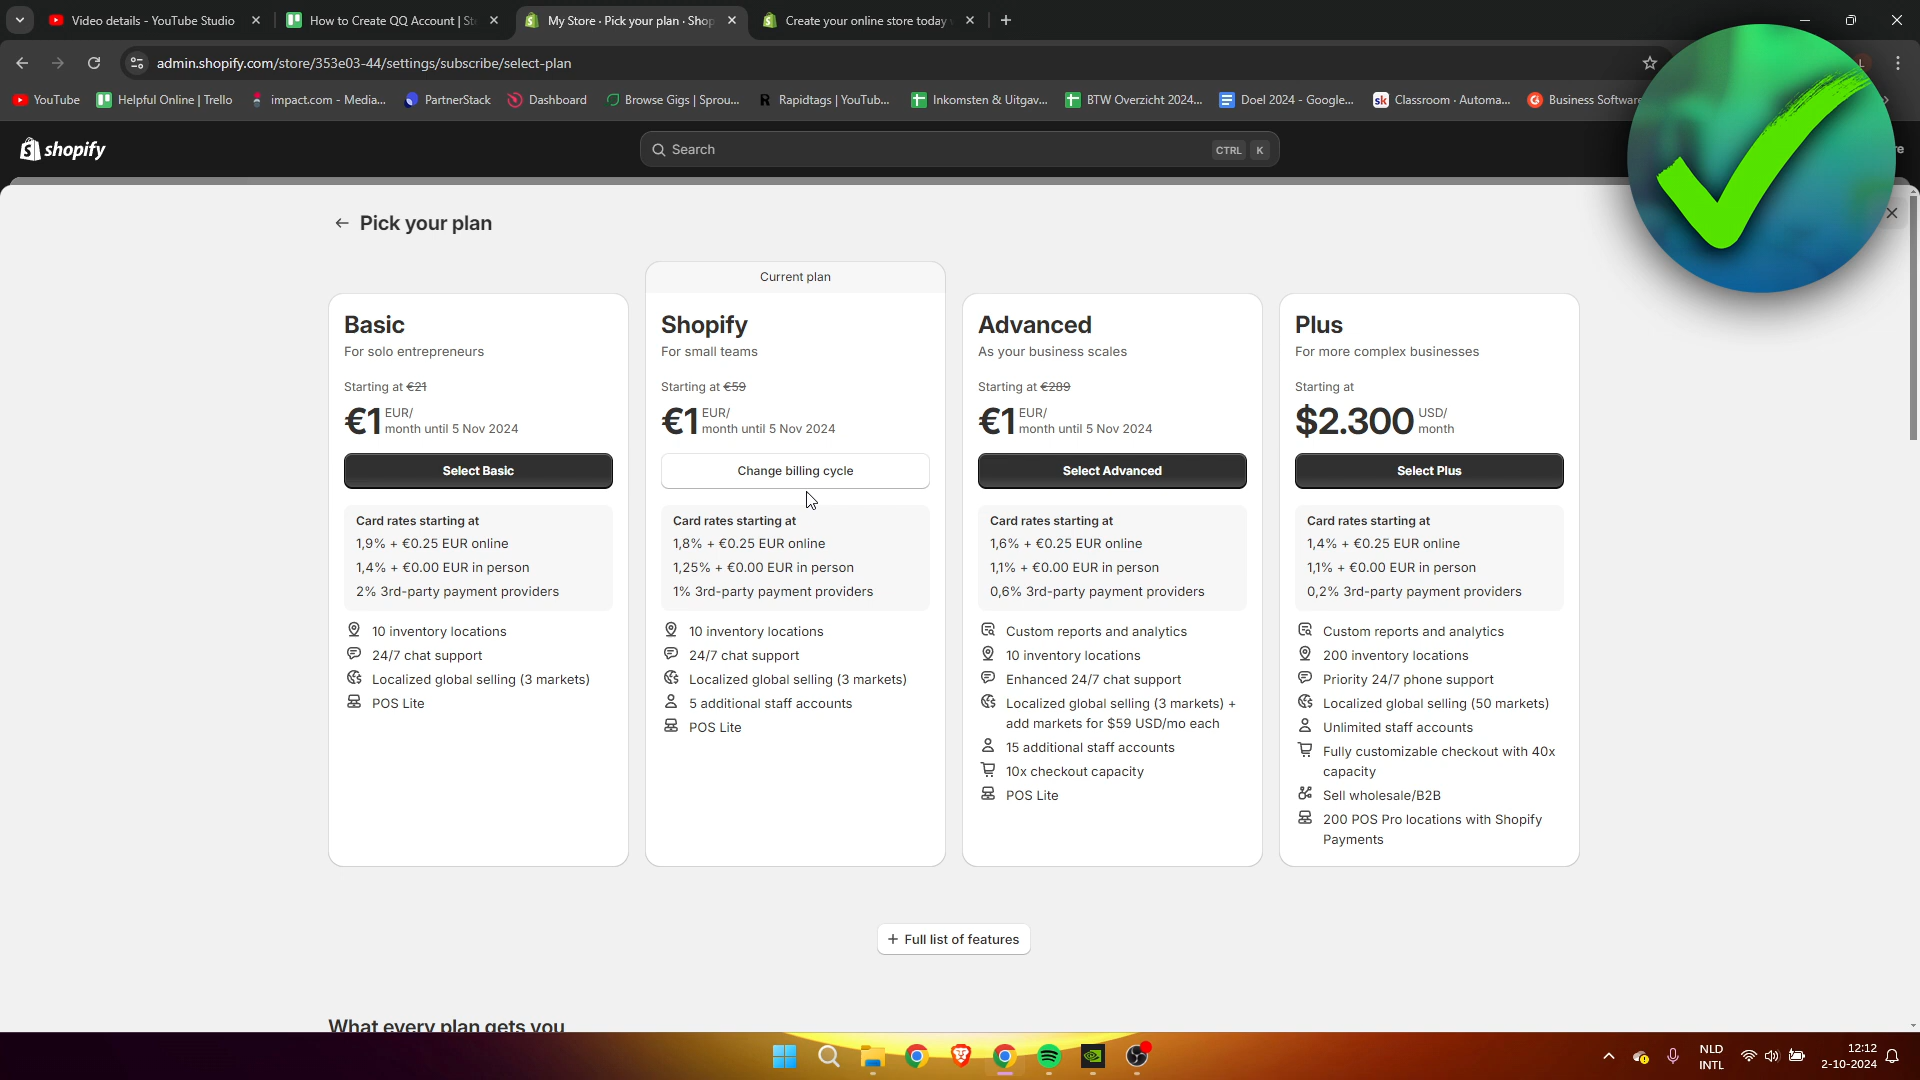 Video details - YouTube Studio
How to Create QQ Account | St
My Store · Pick your plan · Shop
Create your online store today
admin.shopify.com/store/353e03-44/settings/subscribe/select-plan
YouTube
Helpful Online | Trello
impact.com - Media...
PartnerStack
Dashboard
Browse Gigs | Sprou...
Rapidtags | YouTub...
Inkomsten & Uitgav...
BTW Overzicht 2024...
Doel 2024 - Google...
Classroom · Automa...
Business Software
shopify
Search
CTRL K
Pick your plan
Current plan
Basic
For solo entrepreneurs
Starting at €21
€1 EUR/
month until 5 Nov 2024
Select Basic
Card rates starting at
1,9% + €0.25 EUR online
1,4% + €0.00 EUR in person
2% 3rd-party payment providers
10 inventory locations
24/7 chat support
Localized global selling (3 markets)
POS Lite
Shopify
For small teams
Starting at €59
€1 EUR/
month until 5 Nov 2024
Change billing cycle
Card rates starting at
1,8% + €0.25 EUR online
1,25% + €0.00 EUR in person
1% 3rd-party payment providers
10 inventory locations
24/7 chat support
Localized global selling (3 markets)
5 additional staff accounts
POS Lite
Advanced
As your business scales
Starting at €289
€1 EUR/
month until 5 Nov 2024
Select Advanced
Card rates starting at
1,6% + €0.25 EUR online
1,1% + €0.00 EUR in person
0,6% 3rd-party payment providers
Custom reports and analytics
10 inventory locations
Enhanced 24/7 chat support
Localized global selling (3 markets) +
add markets for $59 USD/mo each
15 additional staff accounts
10x checkout capacity
POS Lite
Plus
For more complex businesses
Starting at
$2.300 USD/
month
Select Plus
Card rates starting at
1,4% + €0.25 EUR online
1,1% + €0.00 EUR in person
0,2% 3rd-party payment providers
Custom reports and analytics
200 inventory locations
Priority 24/7 phone support
Localized global selling (50 markets)
Unlimited staff accounts
Fully customizable checkout with 40x
capacity
Sell wholesale/B2B
200 POS Pro locations with Shopify
Payments
+ Full list of features
What every plan gets you
NLD
INTL
12:12
2-10-2024